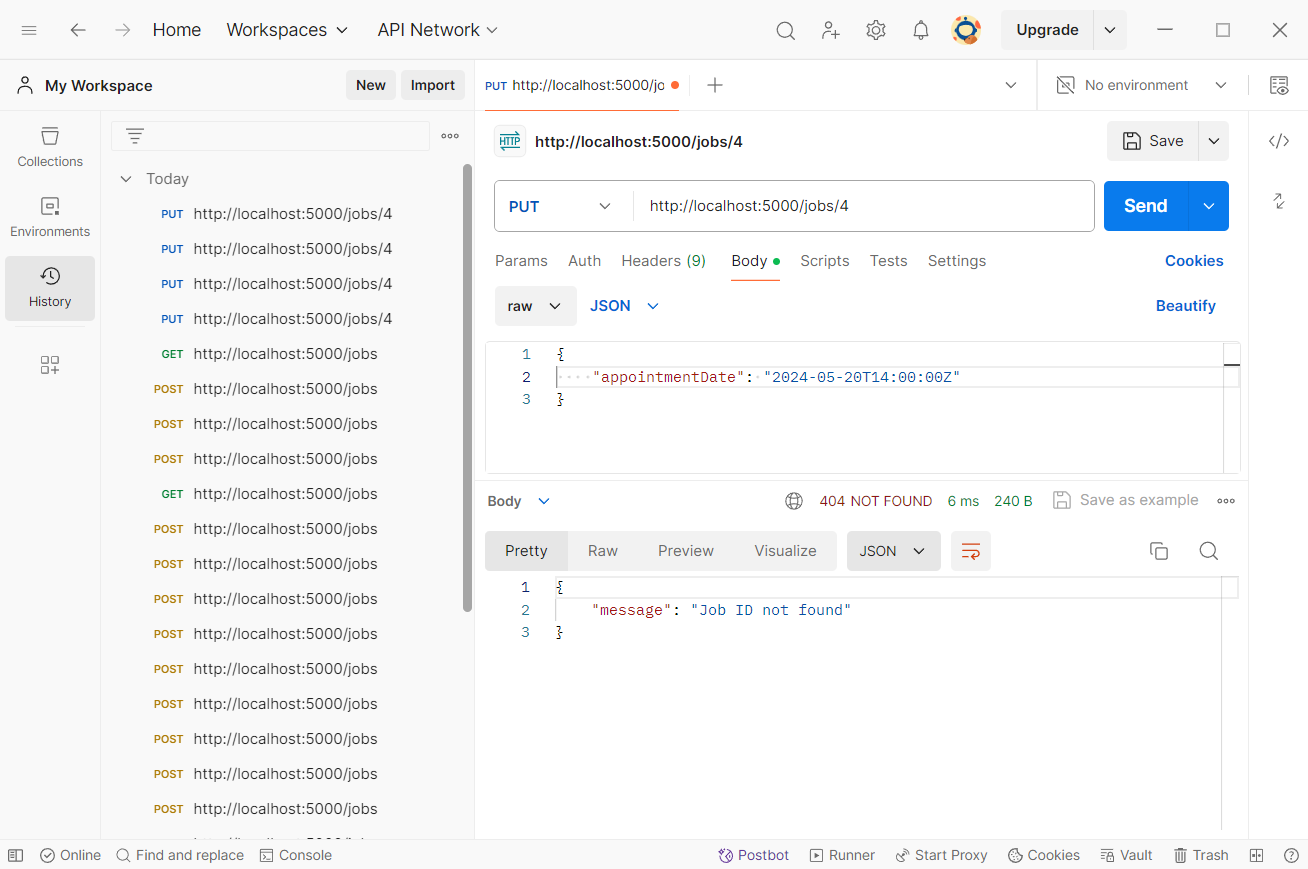 Home Workspaces API Network Upgrade
My Workspace New Import PUT http://localhost:5000/jo No environment
Collections
Environments
History
Today
PUT http://localhost:5000/jobs/4
PUT http://localhost:5000/jobs/4
PUT http://localhost:5000/jobs/4
PUT http://localhost:5000/jobs/4
GET http://localhost:5000/jobs
POST http://localhost:5000/jobs
POST http://localhost:5000/jobs
POST http://localhost:5000/jobs
GET http://localhost:5000/jobs
POST http://localhost:5000/jobs
POST http://localhost:5000/jobs
POST http://localhost:5000/jobs
POST http://localhost:5000/jobs
POST http://localhost:5000/jobs
POST http://localhost:5000/jobs
POST http://localhost:5000/jobs
POST http://localhost:5000/jobs
POST http://localhost:5000/jobs
HTTP http://localhost:5000/jobs/4 Save </>
PUT http://localhost:5000/jobs/4 Send
Params Auth Headers (9) Body Scripts Tests Settings Cookies
raw JSON Beautify
1 {
2 "appointmentDate": "2024-05-20T14:00:00Z"
3 }
Body 404 NOT FOUND 6 ms 240 B Save as example
Pretty Raw Preview Visualize JSON
1 {
2 "message": "Job ID not found"
3 }
Online Find and replace Console Postbot Runner Start Proxy Cookies Vault Trash